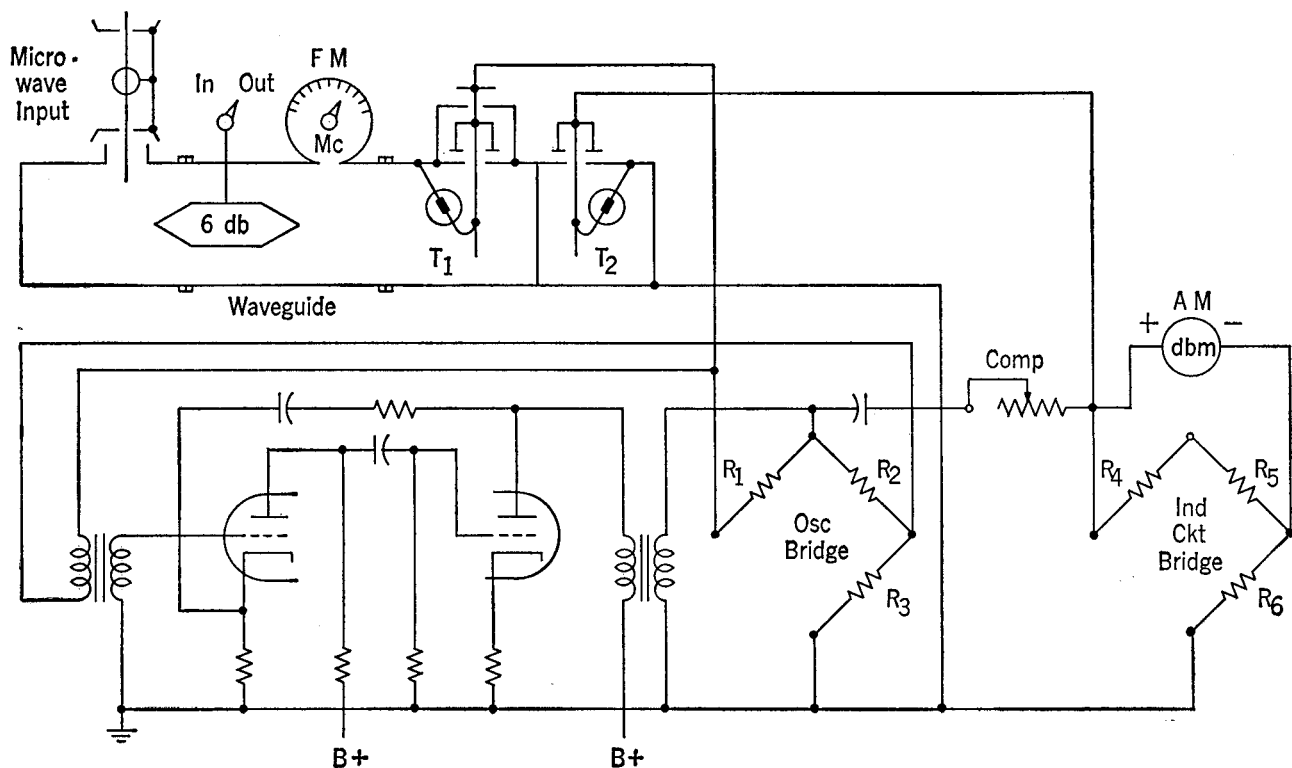 Micro-
wave
Input
In Out
F M
Mc
6 db
T1
T2
Waveguide
A M
+ −
dbm
Comp
R1
R2
Osc
Bridge
R3
R4
R5
Ind
Ckt
Bridge
R6
B+
B+